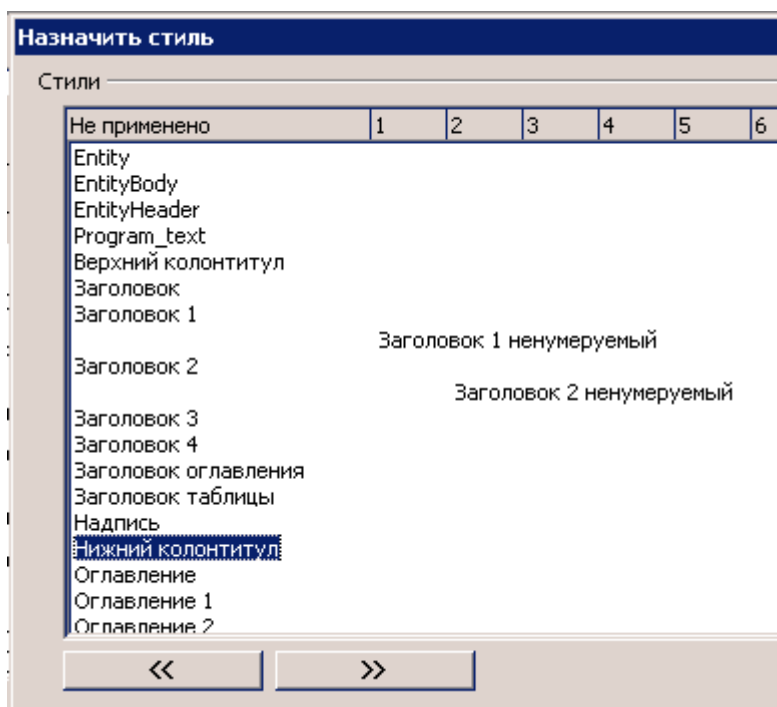 Назначить стиль
Стили
Не применено 1 2 3 4 5 6
Entity
EntityBody
EntityHeader
Program_text
Верхний колонтитул
Заголовок
Заголовок 1
Заголовок 1 ненумеруемый
Заголовок 2
Заголовок 2 ненумеруемый
Заголовок 3
Заголовок 4
Заголовок оглавления
Заголовок таблицы
Надпись
Нижний колонтитул
Оглавление
Оглавление 1
Оглавление 2
<< >>